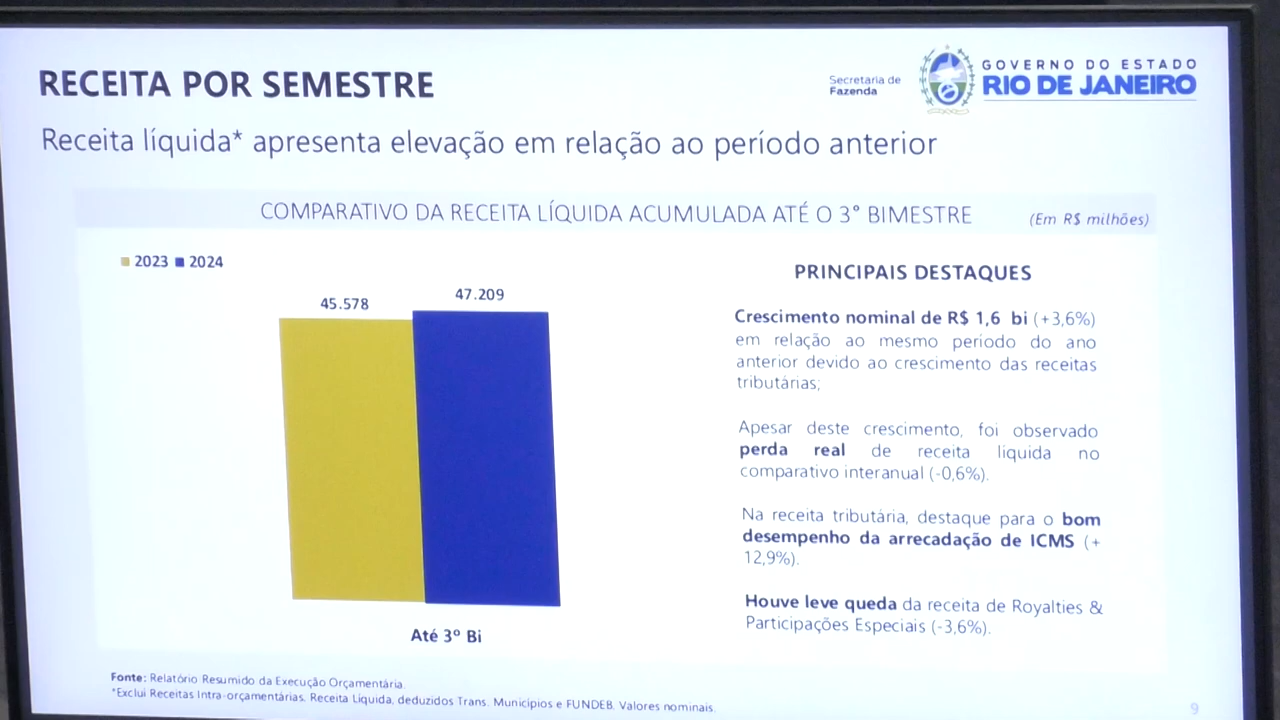 RECEITA POR SEMESTRE
Secretaria de
Fazenda
GOVERNO DO ESTADO
RIO DE JANEIRO
Receita líquida* apresenta elevação em relação ao período anterior
COMPARATIVO DA RECEITA LÍQUIDA ACUMULADA ATÉ O 3° BIMESTRE
(Em R$ milhões)
2023 2024
45.578
47.209
Até 3º Bi
PRINCIPAIS DESTAQUES
Crescimento nominal de R$ 1,6 bi (+3,6%)
em relação ao mesmo periodo do ano
anterior devido ao crescimento das receitas
tributárias;
Apesar deste crescimento, foi observado
perda real de receita liquida no
comparativo interanual (-0,6%).
Na receita tributária, destaque para o bom
desempenho da arrecadação de ICMS (+
12,9%).
Houve leve queda da receita de Royalties &
Participações Especiais (-3,6%).
Fonte: Relatório Resumido da Execução Orçamentária.
*Exclui Receitas Intra-orçamentárias. Receita Liquida, deduzidos Trans. Municípios e FUNDEB. Valores nominais.
9